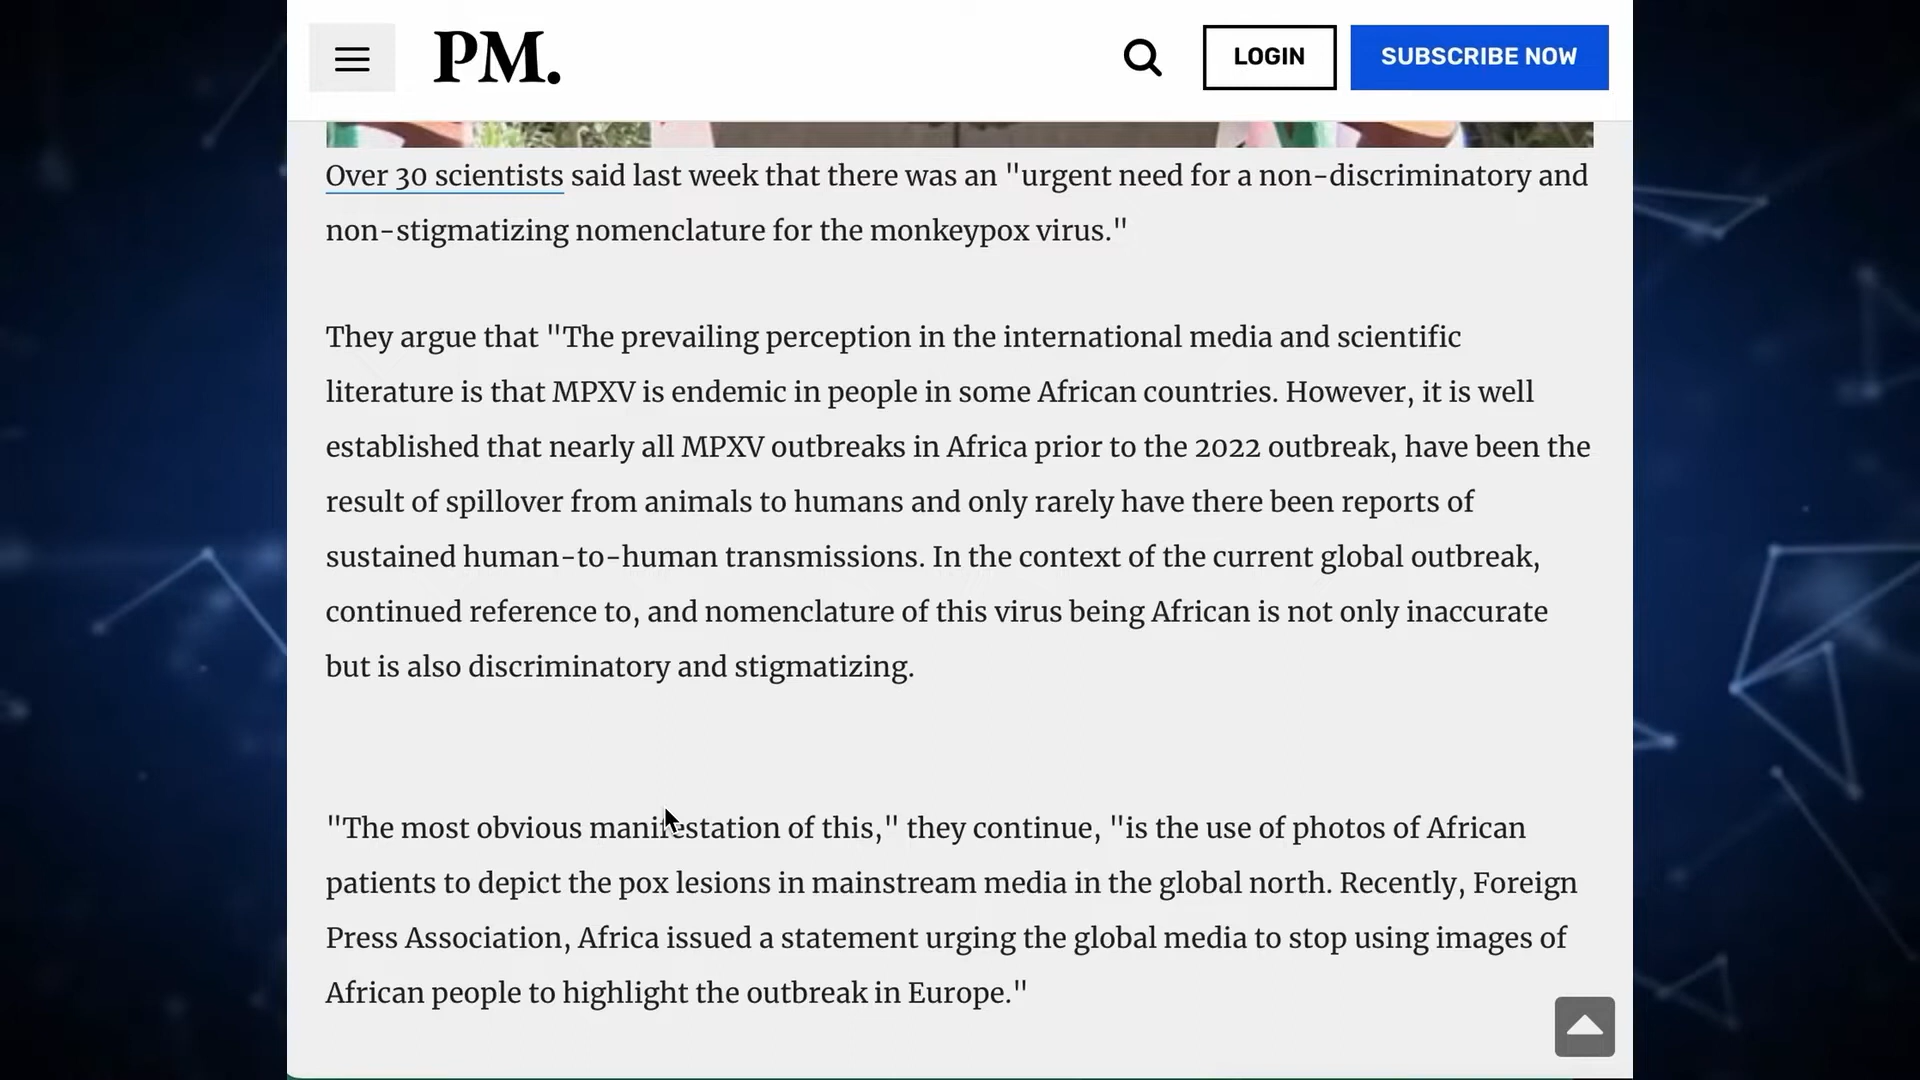 PM.
LOGIN
SUBSCRIBE NOW
Over 30 scientists said last week that there was an "urgent need for a non-discriminatory and
non-stigmatizing nomenclature for the monkeypox virus."
They argue that "The prevailing perception in the international media and scientific
literature is that MPXV is endemic in people in some African countries. However, it is well
established that nearly all MPXV outbreaks in Africa prior to the 2022 outbreak, have been the
result of spillover from animals to humans and only rarely have there been reports of
sustained human-to-human transmissions. In the context of the current global outbreak,
continued reference to, and nomenclature of this virus being African is not only inaccurate
but is also discriminatory and stigmatizing.
"The most obvious manifestation of this," they continue, "is the use of photos of African
patients to depict the pox lesions in mainstream media in the global north. Recently, Foreign
Press Association, Africa issued a statement urging the global media to stop using images of
African people to highlight the outbreak in Europe."